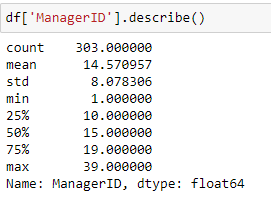 df['ManagerID'].describe()
count 303.000000
mean 14.570957
std 8.078306
min 1.000000
25% 10.000000
50% 15.000000
75% 19.000000
max 39.000000
Name: ManagerID, dtype: float64